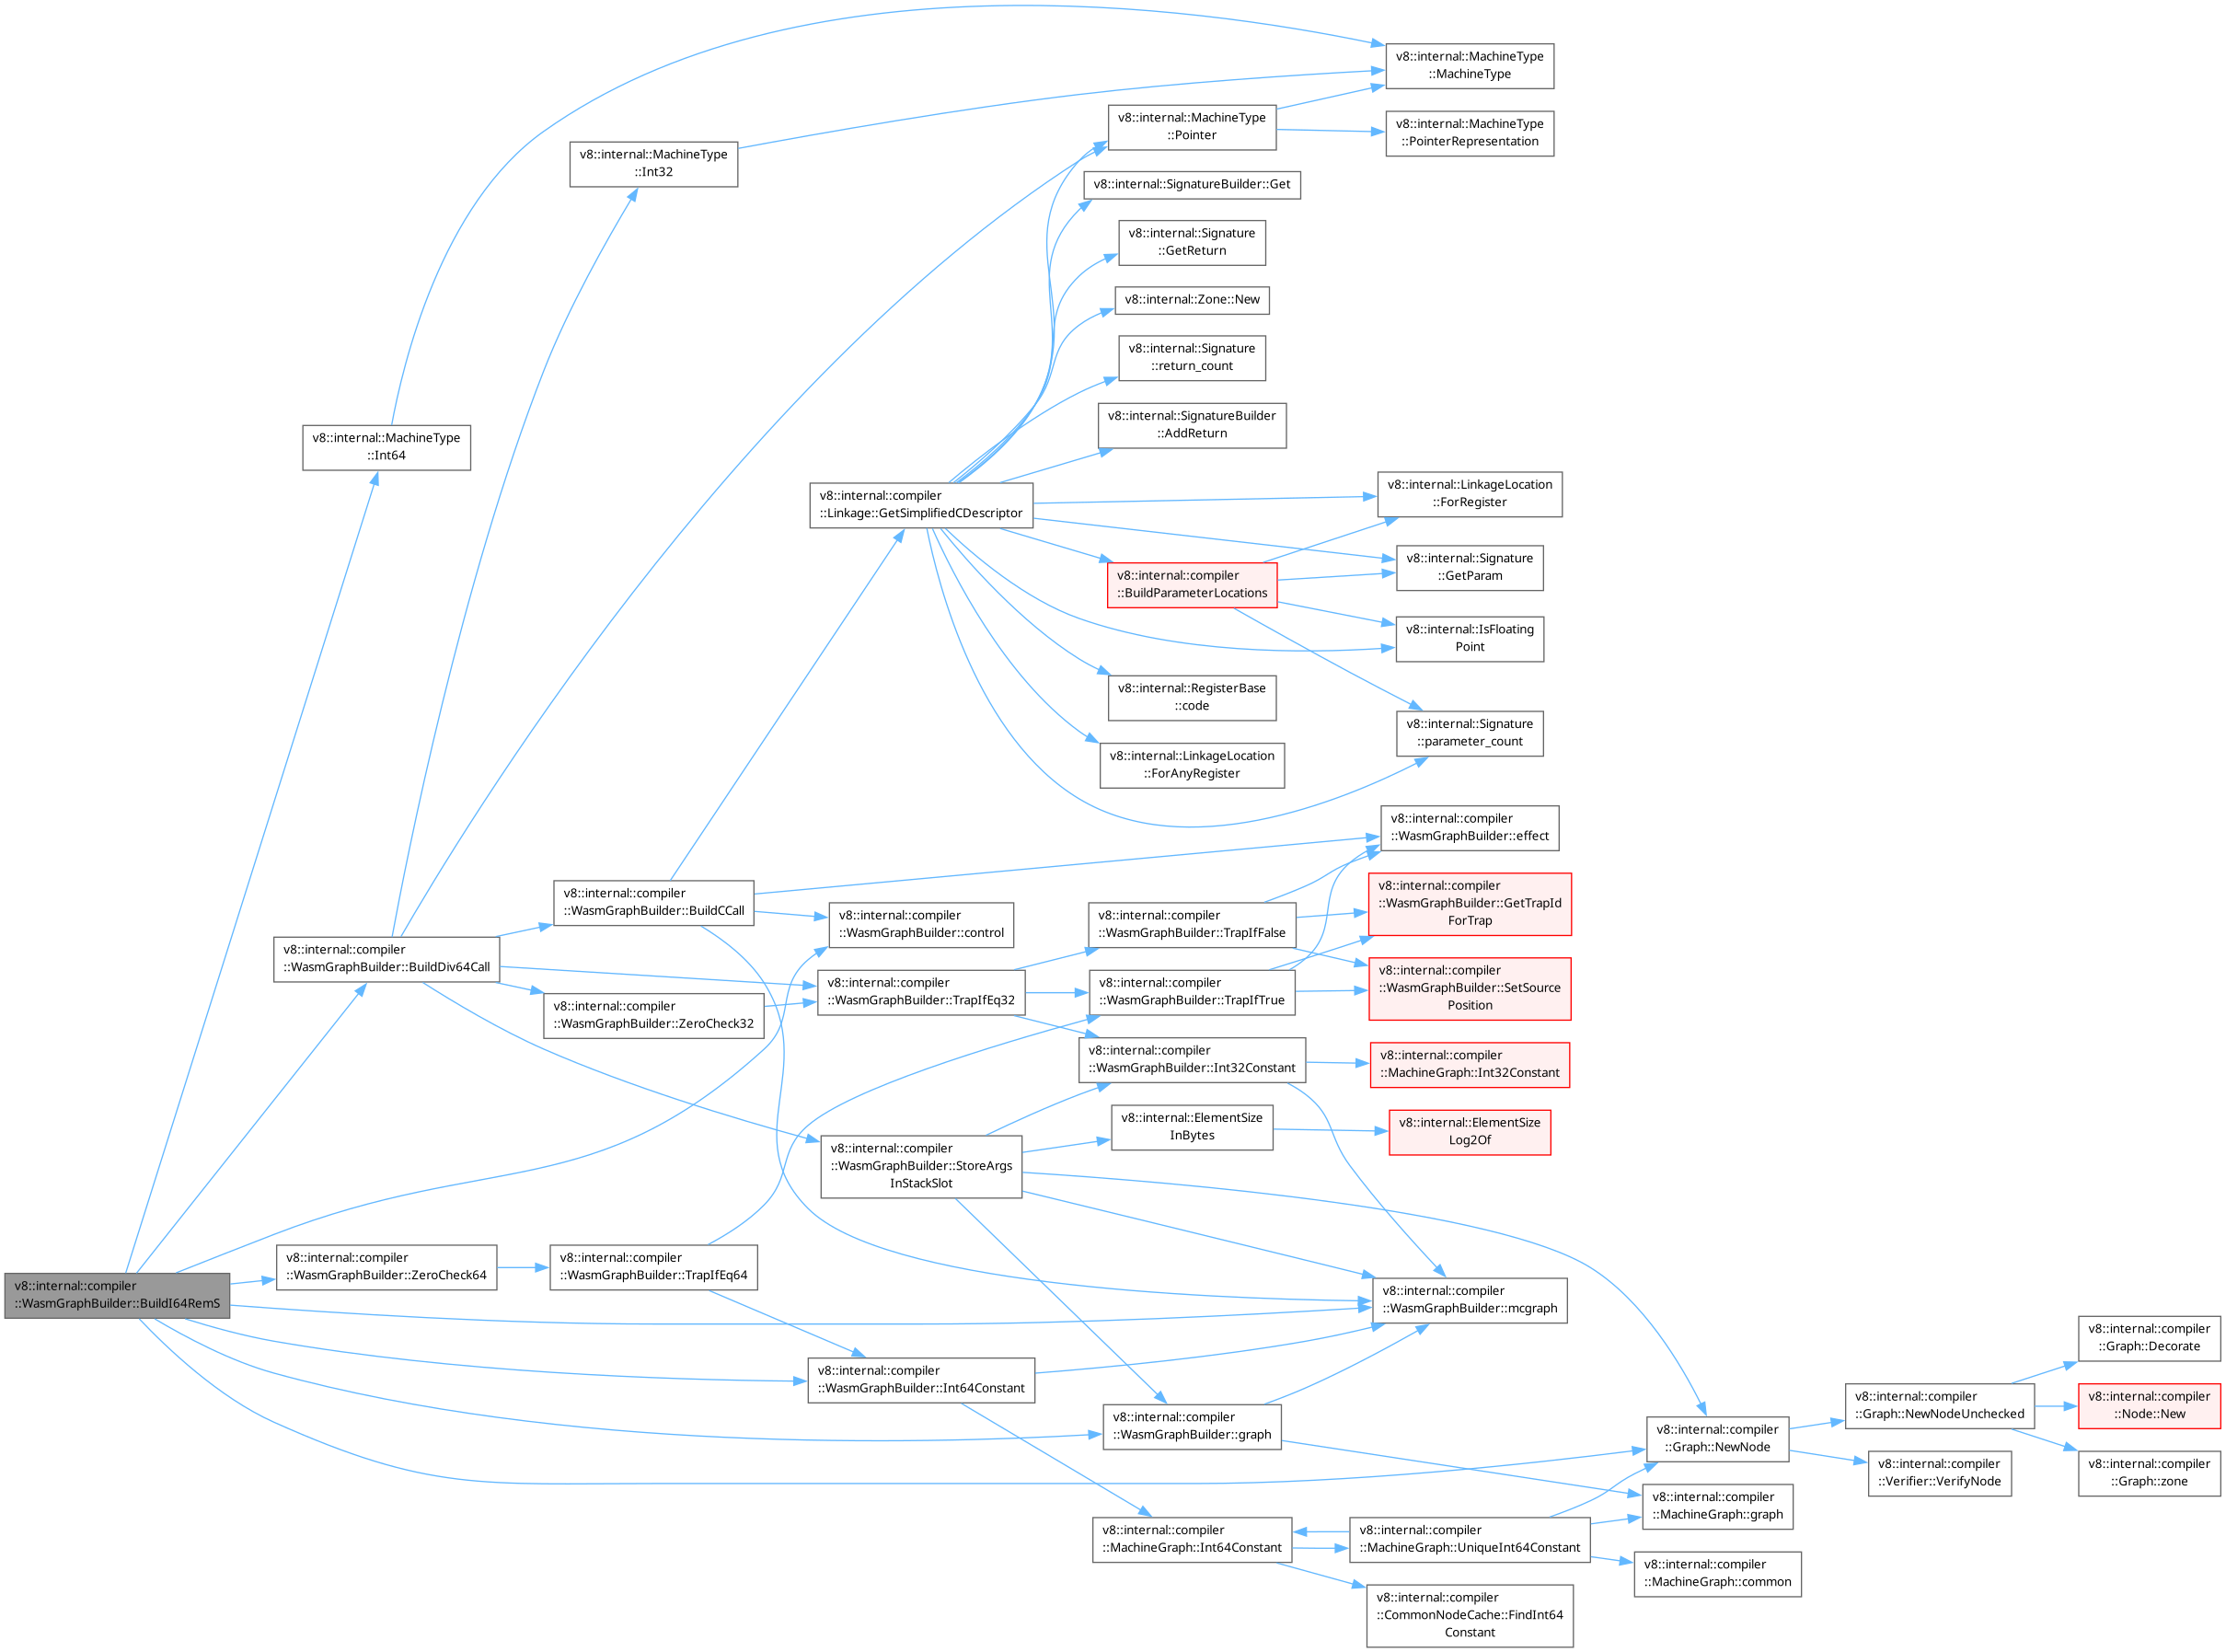 v8::internal::MachineType
::MachineType
v8::internal::MachineType
::Pointer
v8::internal::MachineType
::PointerRepresentation
v8::internal::MachineType
::Int32
v8::internal::SignatureBuilder::Get
v8::internal::Signature
::GetReturn
v8::internal::Zone::New
v8::internal::Signature
::return_count
v8::internal::SignatureBuilder
::AddReturn
v8::internal::MachineType
::Int64
v8::internal::compiler
::Linkage::GetSimplifiedCDescriptor
v8::internal::LinkageLocation
::ForRegister
v8::internal::Signature
::GetParam
v8::internal::compiler
::BuildParameterLocations
v8::internal::IsFloating
Point
v8::internal::RegisterBase
::code
v8::internal::Signature
::parameter_count
v8::internal::LinkageLocation
::ForAnyRegister
v8::internal::compiler
::WasmGraphBuilder::effect
v8::internal::compiler
::WasmGraphBuilder::BuildCCall
v8::internal::compiler
::WasmGraphBuilder::control
v8::internal::compiler
::WasmGraphBuilder::TrapIfFalse
v8::internal::compiler
::WasmGraphBuilder::GetTrapId
ForTrap
v8::internal::compiler
::WasmGraphBuilder::BuildDiv64Call
v8::internal::compiler
::WasmGraphBuilder::TrapIfEq32
v8::internal::compiler
::WasmGraphBuilder::TrapIfTrue
v8::internal::compiler
::WasmGraphBuilder::SetSource
Position
v8::internal::compiler
::WasmGraphBuilder::ZeroCheck32
v8::internal::compiler
::WasmGraphBuilder::Int32Constant
v8::internal::compiler
::MachineGraph::Int32Constant
v8::internal::ElementSize
InBytes
v8::internal::ElementSize
Log2Of
v8::internal::compiler
::WasmGraphBuilder::StoreArgs
InStackSlot
v8::internal::compiler
::WasmGraphBuilder::BuildI64RemS
v8::internal::compiler
::WasmGraphBuilder::ZeroCheck64
v8::internal::compiler
::WasmGraphBuilder::TrapIfEq64
v8::internal::compiler
::WasmGraphBuilder::mcgraph
v8::internal::compiler
::WasmGraphBuilder::Int64Constant
v8::internal::compiler
::WasmGraphBuilder::graph
v8::internal::compiler
::Graph::NewNode
v8::internal::compiler
::Graph::NewNodeUnchecked
v8::internal::compiler
::Graph::Decorate
v8::internal::compiler
::Node::New
v8::internal::compiler
::Verifier::VerifyNode
v8::internal::compiler
::Graph::zone
v8::internal::compiler
::MachineGraph::graph
v8::internal::compiler
::MachineGraph::Int64Constant
v8::internal::compiler
::MachineGraph::UniqueInt64Constant
v8::internal::compiler
::MachineGraph::common
v8::internal::compiler
::CommonNodeCache::FindInt64
Constant